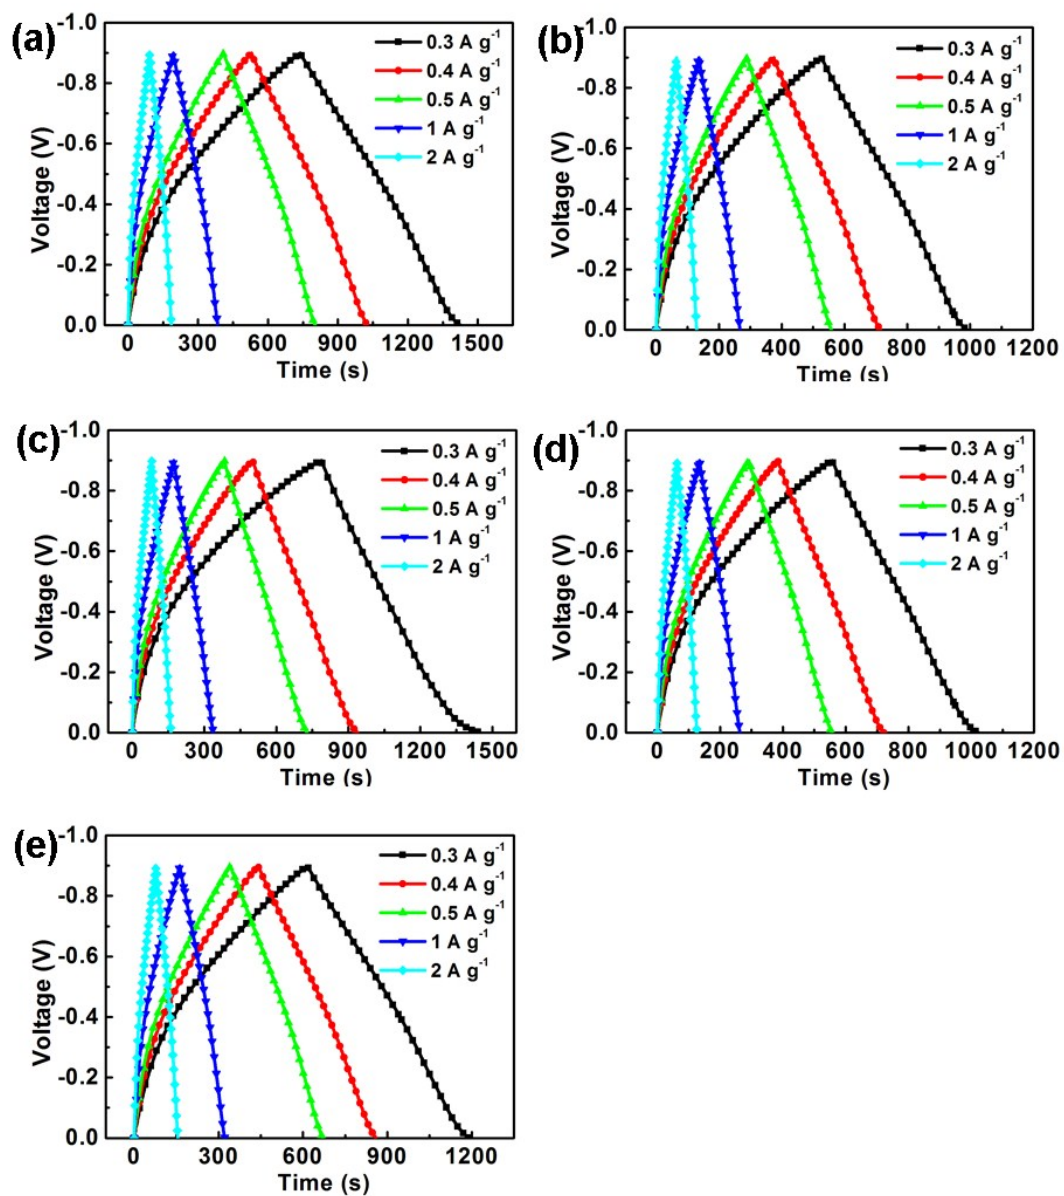 (a)
-1.0
-0.8
-0.6
-0.4
-0.2
0.0
Voltage (V)
0.3 A g⁻¹
0.4 A g⁻¹
0.5 A g⁻¹
1 A g⁻¹
2 A g⁻¹
0 300 600 900 1200 1500
Time (s)
(b)
-1.0
-0.8
-0.6
-0.4
-0.2
0.0
Voltage (V)
0.3 A g⁻¹
0.4 A g⁻¹
0.5 A g⁻¹
1 A g⁻¹
2 A g⁻¹
0 200 400 600 800 1000 1200
Time (s)
(c)
-1.0
-0.8
-0.6
-0.4
-0.2
0.0
Voltage (V)
0.3 A g⁻¹
0.4 A g⁻¹
0.5 A g⁻¹
1 A g⁻¹
2 A g⁻¹
0 300 600 900 1200 1500
Time (s)
(d)
-1.0
-0.8
-0.6
-0.4
-0.2
0.0
Voltage (V)
0.3 A g⁻¹
0.4 A g⁻¹
0.5 A g⁻¹
1 A g⁻¹
2 A g⁻¹
0 200 400 600 800 1000 1200
Time (s)
(e)
-1.0
-0.8
-0.6
-0.4
-0.2
0.0
Voltage (V)
0.3 A g⁻¹
0.4 A g⁻¹
0.5 A g⁻¹
1 A g⁻¹
2 A g⁻¹
0 300 600 900 1200
Time (s)